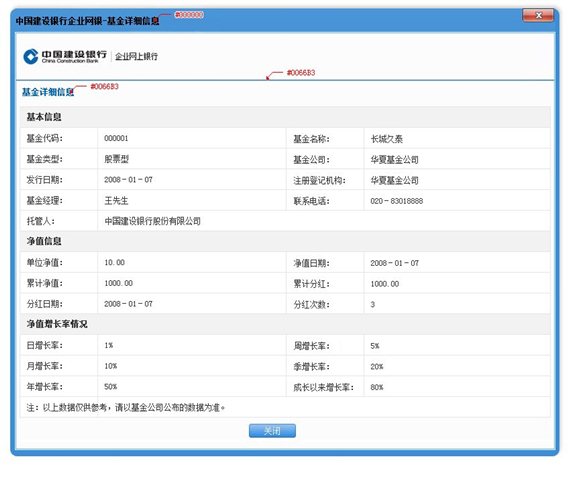 中国建设银行企业网银-基金详细信息 #000000
中国建设银行 企业网上银行
China Construction Bank
#0066B3
基金详细信息 #0066B3
基本信息
基金代码： 000001 基金名称： 长城久泰
基金类型： 股票型 基金公司： 华夏基金公司
发行日期： 2008-01-07 注册登记机构： 华夏基金公司
基金经理： 王先生 联系电话： 020-83018888
托管人： 中国建设银行股份有限公司
净值信息
单位净值： 10.00 净值日期： 2008-01-07
累计净值： 1000.00 累计分红： 1000.00
分红日期： 2008-01-07 分红次数： 3
净值增长率情况
日增长率： 1% 周增长率： 5%
月增长率： 10% 季增长率： 20%
年增长率： 50% 成长以来增长率： 80%
注：以上数据仅供参考，请以基金公司公布的数据为准。
关闭